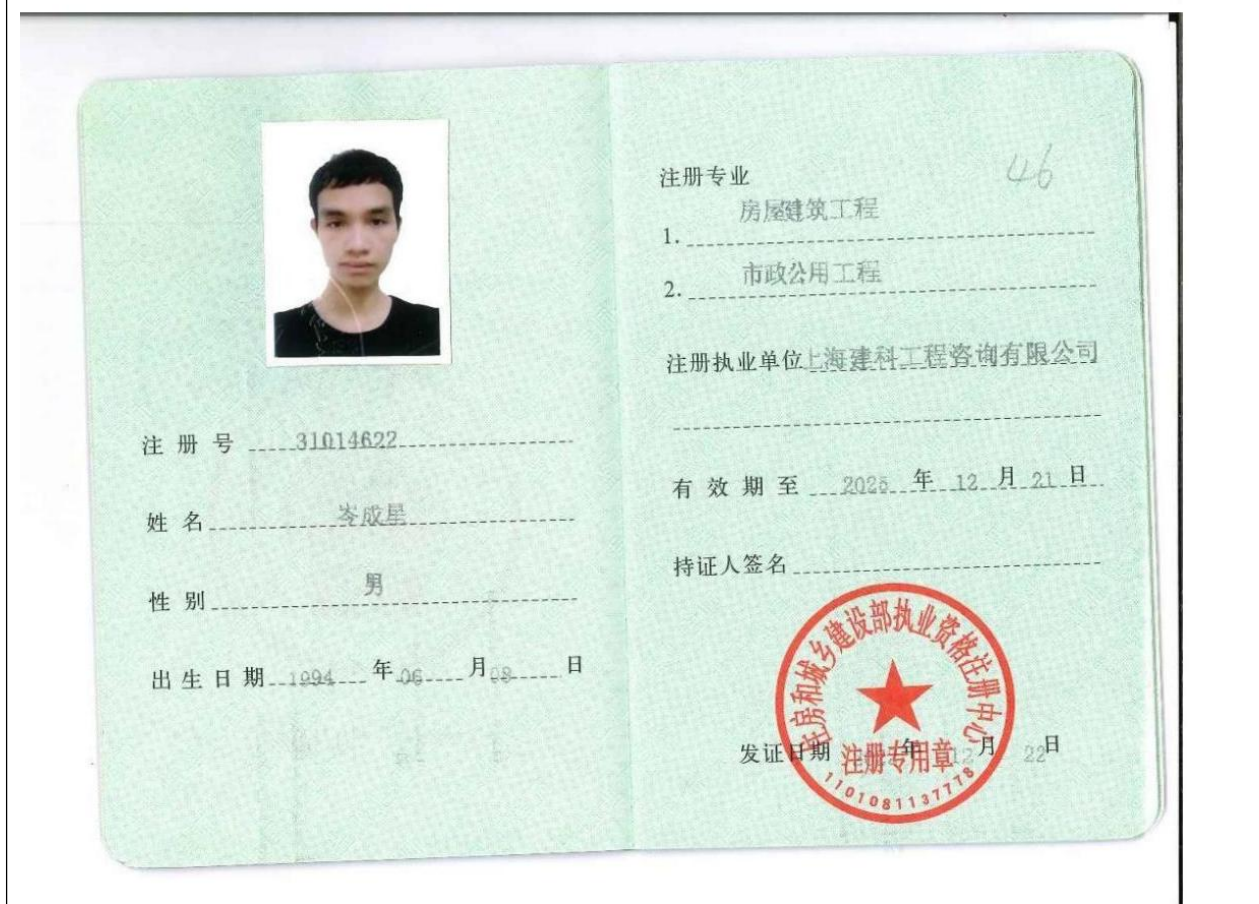 注册号 31014622
姓名 岑成星
性别 男
出生日期 1994 年 06 月 08 日
46
注册专业
房屋建筑工程
1.
市政公用工程
2.
注册执业单位 上海建科工程咨询有限公司
有效期至 2025 年 12 月 21 日
持证人签名
住房和城乡建设部执业资格注册中心
发证日期 年 12 月 22 日
注册专用章
1101081137778